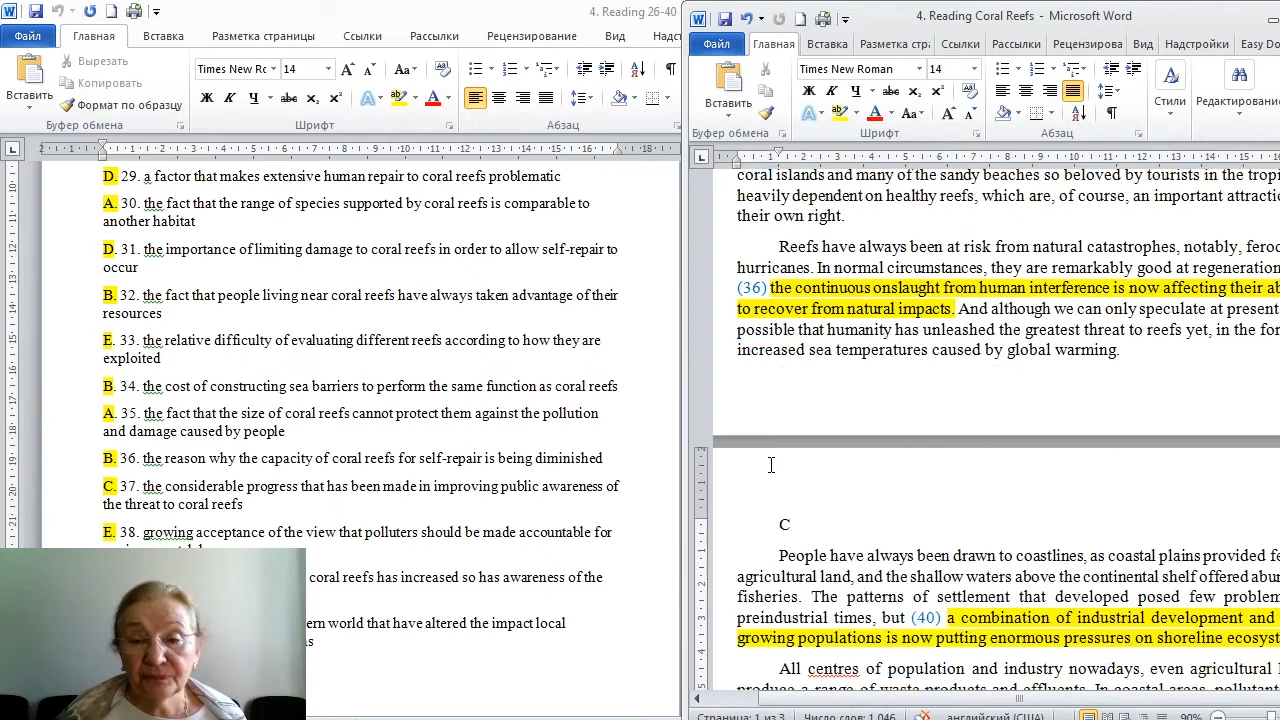 4. Reading 26-40
Файл
Главная
Вставка
Разметка страницы
Ссылки
Рассылки
Рецензирование
Вид
Надст
Вставить
Вырезать
Копировать
Формат по образцу
Буфер обмена
Times New Ro
14
Шрифт
Абзац
D. 29. a factor that makes extensive human repair to coral reefs problematic
A. 30. the fact that the range of species supported by coral reefs is comparable to
another habitat
D. 31. the importance of limiting damage to coral reefs in order to allow self-repair to
occur
B. 32. the fact that people living near coral reefs have always taken advantage of their
resources
E. 33. the relative difficulty of evaluating different reefs according to how they are
exploited
B. 34. the cost of constructing sea barriers to perform the same function as coral reefs
A. 35. the fact that the size of coral reefs cannot protect them against the pollution
and damage caused by people
B. 36. the reason why the capacity of coral reefs for self-repair is being diminished
C. 37. the considerable progress that has been made in improving public awareness of
the threat to coral reefs
E. 38. growing acceptance of the view that polluters should be made accountable for
coral reefs has increased so has awareness of the
ern world that have altered the impact local
4. Reading Coral Reefs - Microsoft Word
Файл
Главная
Вставка
Разметка стра
Ссылки
Рассылки
Рецензирова
Вид
Надстройки
Easy Do
Вставить
Буфер обмена
Times New Roman
14
Шрифт
Абзац
Стили
Редактирование
coral islands and many of the sandy beaches so beloved by tourists in the tropi
heavily dependent on healthy reefs, which are, of course, an important attracti
their own right.
Reefs have always been at risk from natural catastrophes, notably, feroc
hurricanes. In normal circumstances, they are remarkably good at regeneration
(36) the continuous onslaught from human interference is now affecting their ab
to recover from natural impacts. And although we can only speculate at present
possible that humanity has unleashed the greatest threat to reefs yet, in the for
increased sea temperatures caused by global warming.
C
People have always been drawn to coastlines, as coastal plains provided fe
agricultural land, and the shallow waters above the continental shelf offered abun
fisheries. The patterns of settlement that developed posed few problem
preindustrial times, but (40) a combination of industrial development and
growing populations is now putting enormous pressures on shoreline ecosyst
All centres of population and industry nowadays, even agricultural l
produce a range of waste products and effluents. In coastal areas, pollutant
Страница: 1 из 3
Число слов: 1 046
английский (США)
90%